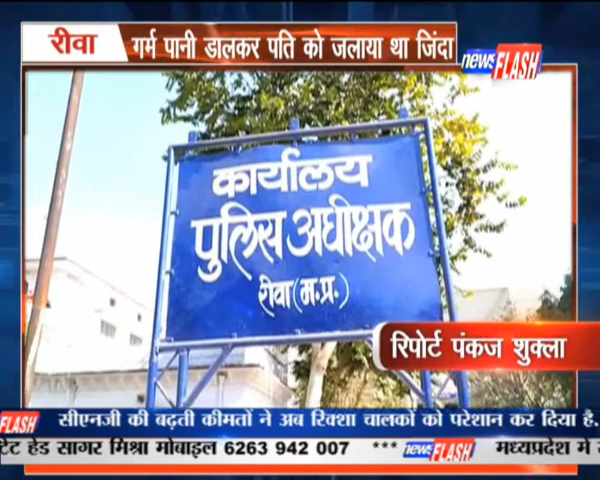 रीवा
गर्म पानी डालकर पति को जलाया था जिंदा
news FLASH
कार्यालय
पुलिस अधीक्षक
रीवा (म.प्र.)
रिपोर्ट पंकज शुक्ला
FLASH सीएनजी की बढ़ती कीमतों ने अब रिक्शा चालकों को परेशान कर दिया है.
टेट हेड सागर मिश्रा मोबाइल 6263 942 007 *** news FLASH मध्यप्रदेश मे